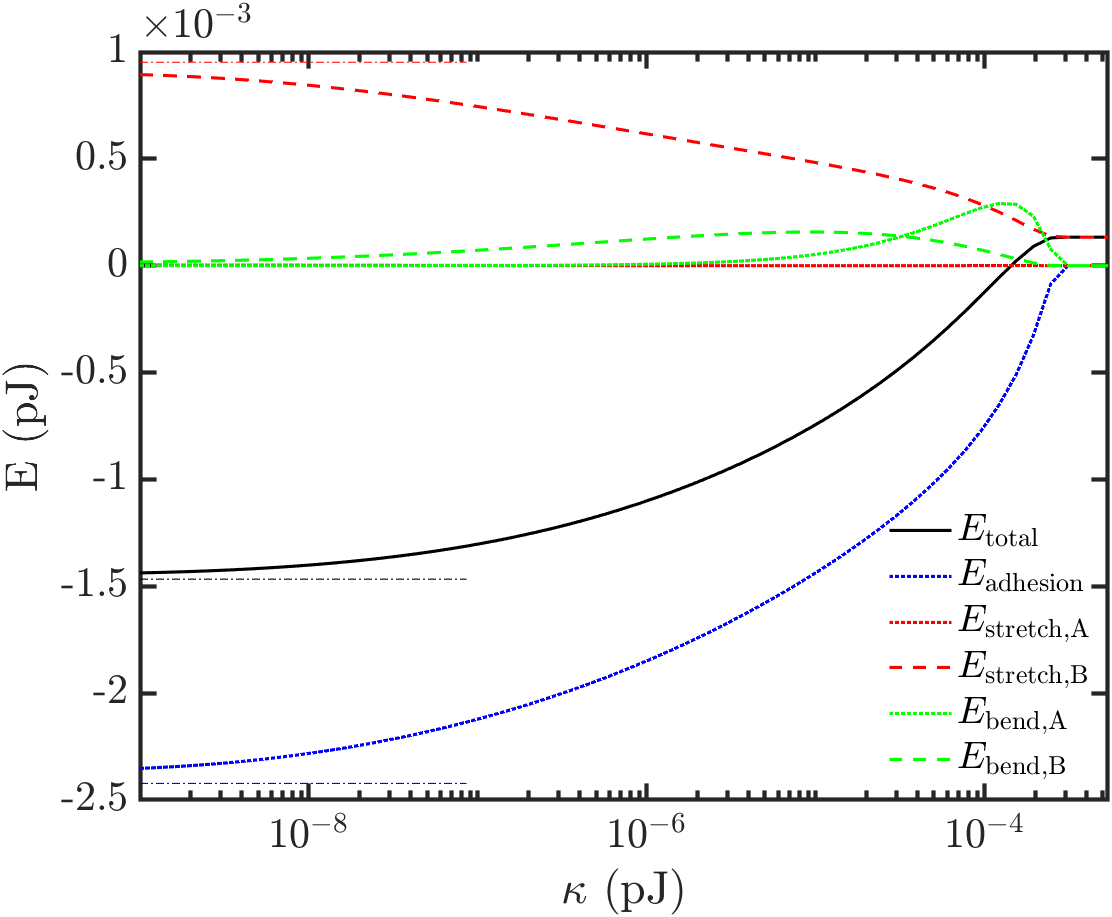 ×10⁻³
1
0.5
0
-0.5
-1
-1.5
-2
-2.5
E (pJ)
E_total
E_adhesion
E_stretch,A
E_stretch,B
E_bend,A
E_bend,B
10⁻⁸ 10⁻⁶ 10⁻⁴
κ (pJ)